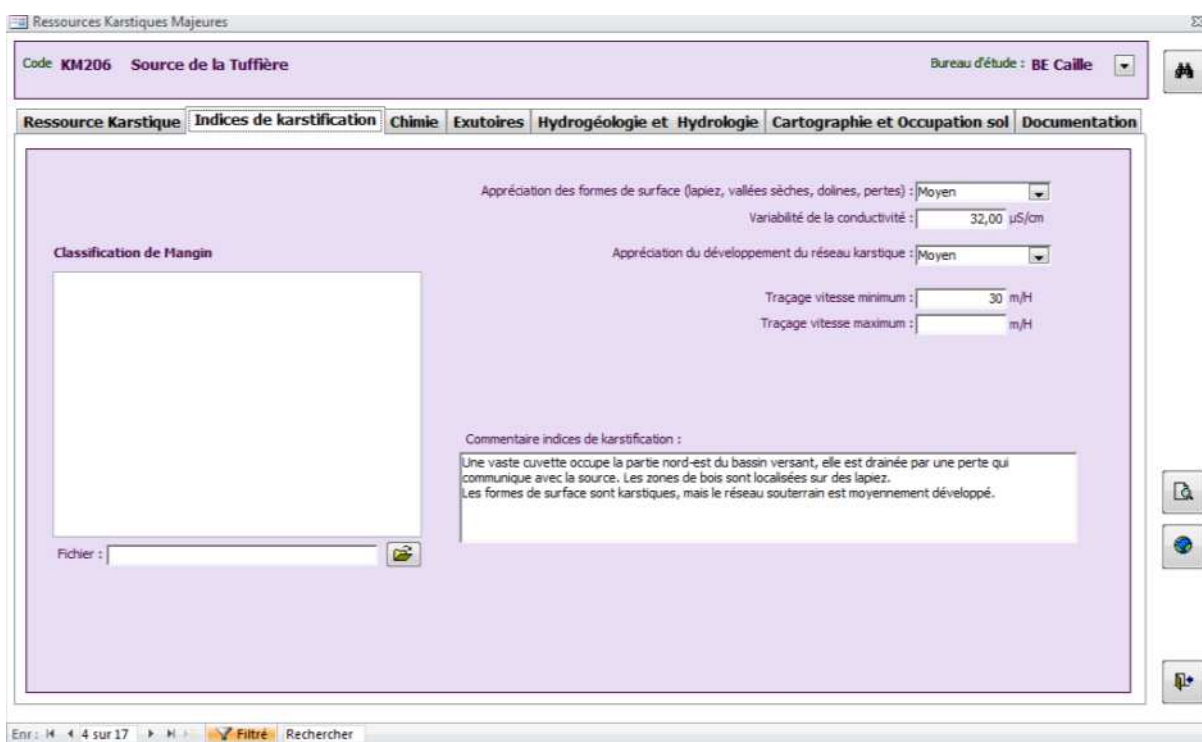 Ressources Karstiques Majeures
Code KM206 Source de la Tuffière
Bureau d'étude : BE Caille
Ressource Karstique Indices de karstification Chimie Exutoires Hydrogéologie et Hydrologie Cartographie et Occupation sol Documentation
Appréciation des formes de surface (lapiez, vallées sèches, dolines, pertes) : Moyen
Variabilité de la conductivité : 32,00 µS/cm
Classification de Mangin
Appréciation du développement du réseau karstique : Moyen
Traçage vitesse minimum : 30 m/H
Traçage vitesse maximum : m/H
Commentaire indices de karstification :
Une vaste cuvette occupe la partie nord-est du bassin versant, elle est drainée par une perte qui
communique avec la source. Les zones de bois sont localisées sur des lapiez.
Les formes de surface sont karstiques, mais le réseau souterrain est moyennement développé.
Fichier :
Enr : 4 sur 17 Filtré Rechercher